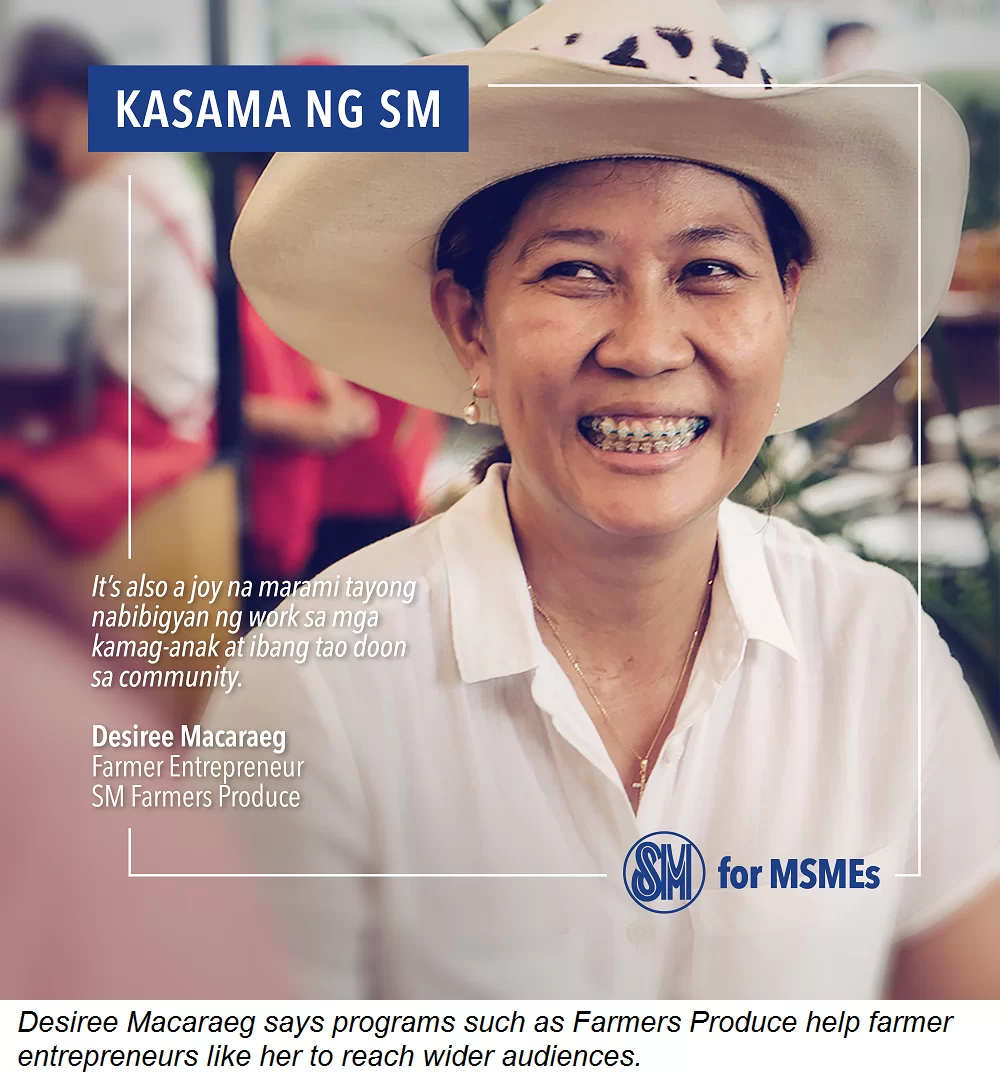 KASAMA NG SM
It's also a joy na marami tayong
nabibigyan ng work sa mga
kamag-anak at ibang tao doon
sa community.
Desiree Macaraeg
Farmer Entrepreneur
SM Farmers Produce
SM for MSMEs
Desiree Macaraeg says programs such as Farmers Produce help farmer
entrepreneurs like her to reach wider audiences.